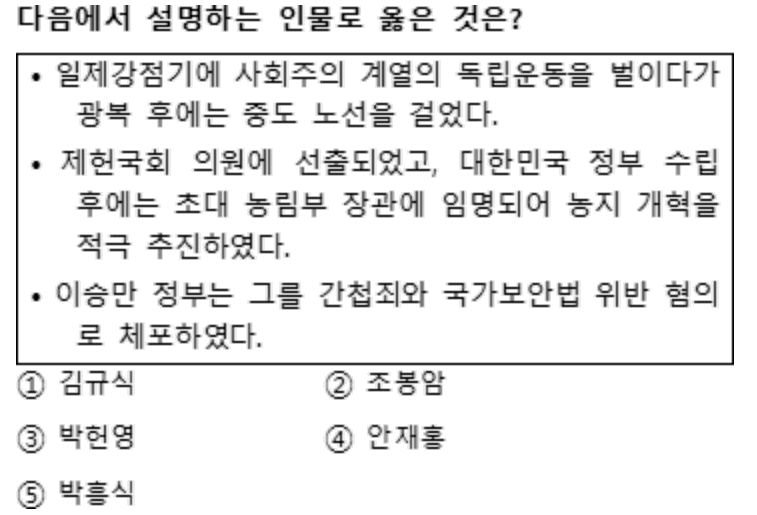 다음에서 설명하는 인물로 옳은 것은?
• 일제강점기에 사회주의 계열의 독립운동을 벌이다가
광복 후에는 중도 노선을 걸었다.
• 제헌국회 의원에 선출되었고, 대한민국 정부 수립
후에는 초대 농림부 장관에 임명되어 농지 개혁을
적극 추진하였다.
• 이승만 정부는 그를 간첩죄와 국가보안법 위반 혐의
로 체포하였다.
① 김규식 ② 조봉암
③ 박헌영 ④ 안재홍
⑤ 박흥식